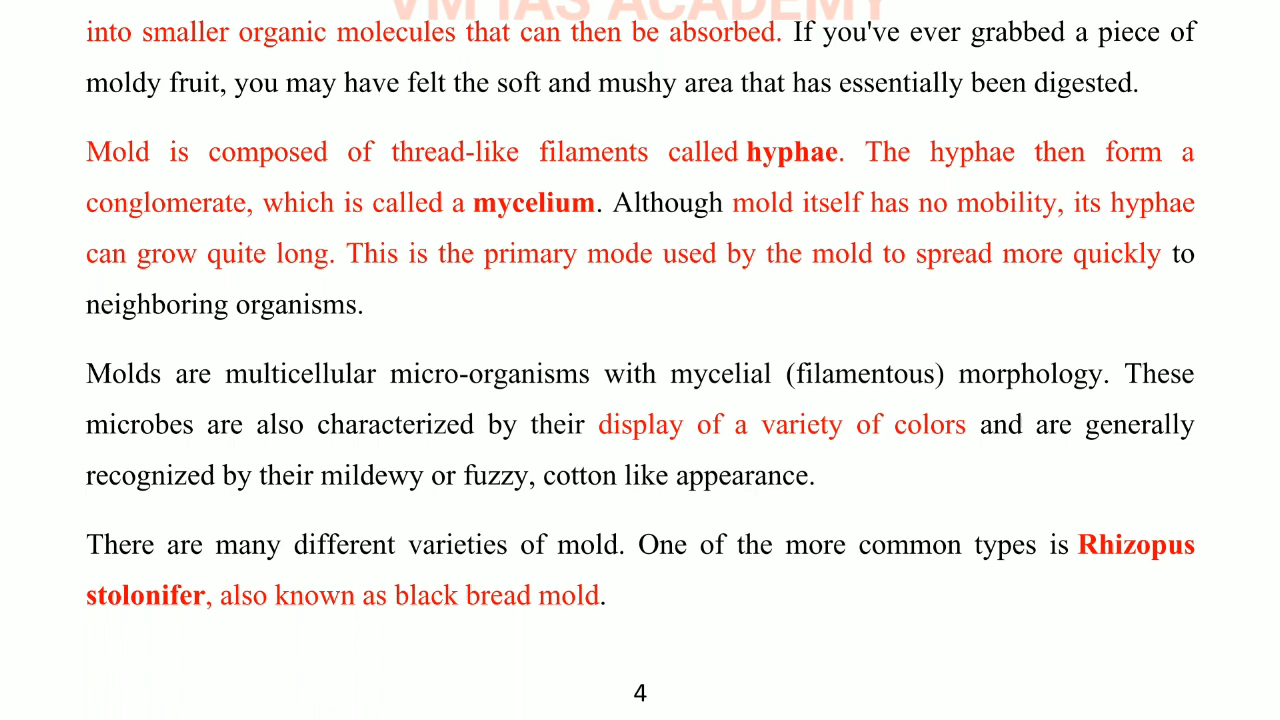 VM IAS ACADEMY
into smaller organic molecules that can then be absorbed. If you've ever grabbed a piece of
moldy fruit, you may have felt the soft and mushy area that has essentially been digested.
Mold is composed of thread-like filaments called hyphae. The hyphae then form a
conglomerate, which is called a mycelium. Although mold itself has no mobility, its hyphae
can grow quite long. This is the primary mode used by the mold to spread more quickly to
neighboring organisms.
Molds are multicellular micro-organisms with mycelial (filamentous) morphology. These
microbes are also characterized by their display of a variety of colors and are generally
recognized by their mildewy or fuzzy, cotton like appearance.
There are many different varieties of mold. One of the more common types is Rhizopus
stolonifer, also known as black bread mold.
4